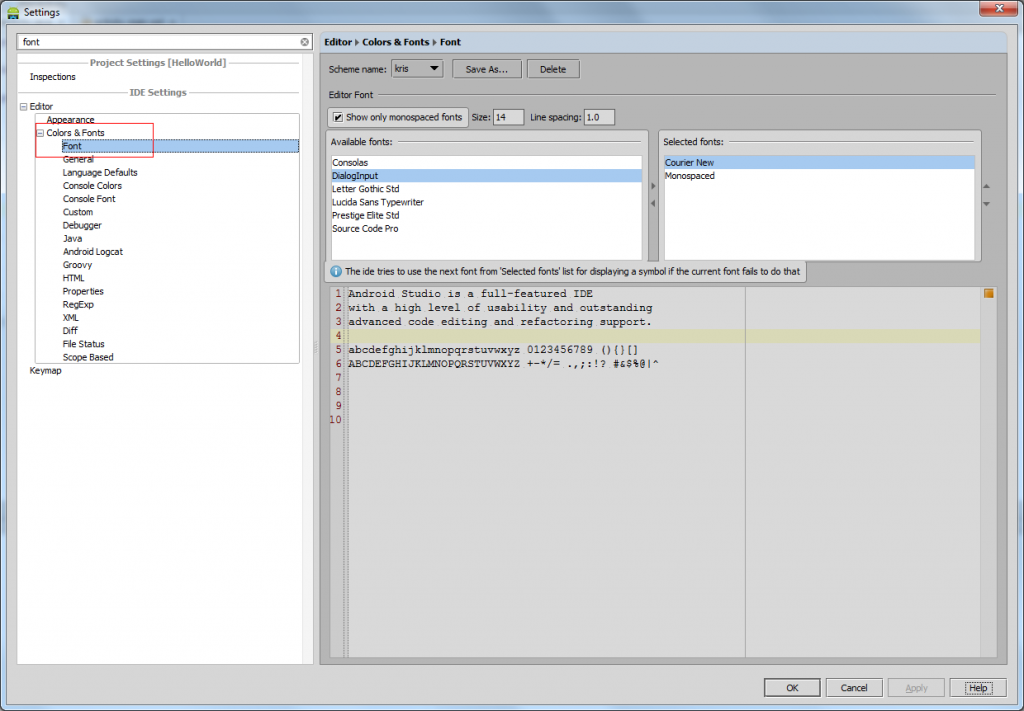 Settings
font
Project Settings [HelloWorld]
Inspections
IDE Settings
Editor
Appearance
Colors & Fonts
Font
General
Language Defaults
Console Colors
Console Font
Custom
Debugger
Java
Android Logcat
Groovy
HTML
Properties
RegExp
XML
Diff
File Status
Scope Based
Keymap
Editor Colors & Fonts Font
Scheme name: kris Save As... Delete
Editor Font
Show only monospaced fonts Size: 14 Line spacing: 1.0
Available fonts:
Consolas
DialogInput
Letter Gothic Std
Lucida Sans Typewriter
Prestige Elite Std
Source Code Pro
Selected fonts:
Courier New
Monospaced
The ide tries to use the next font from 'Selected fonts' list for displaying a symbol if the current font fails to do that
1 Android Studio is a full-featured IDE
2 with a high level of usability and outstanding
3 advanced code editing and refactoring support.
4
5 abcdefghijklmnopqrstuvwxyz 0123456789 (){}[]
6 ABCDEFGHIJKLMNOPQRSTUVWXYZ +-*/= .,;:!? #&$%@|^
7
8
9
10
OK Cancel Apply Help